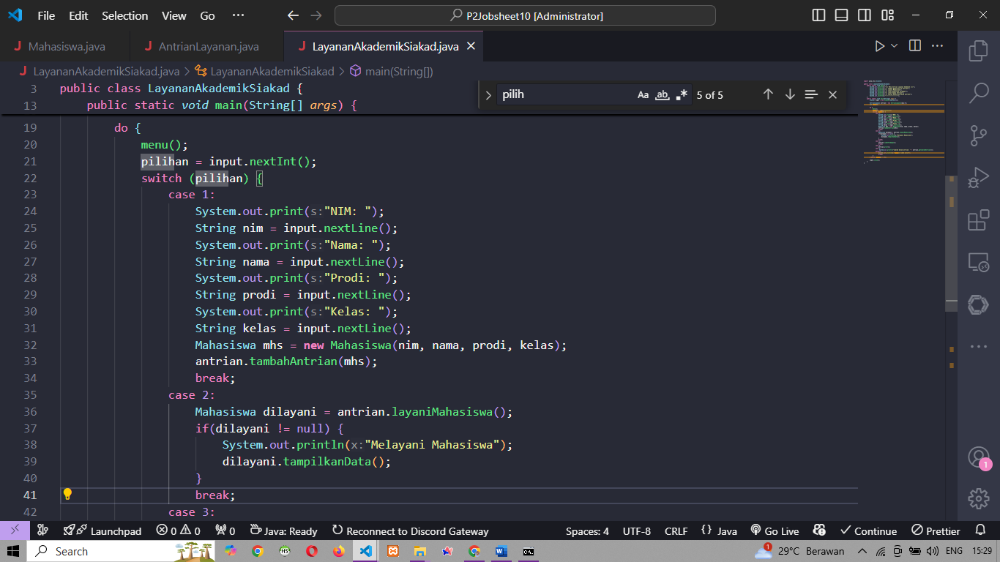 File Edit Selection View Go ··· P2Jobsheet10 [Administrator]
Mahasiswa.java AntrianLayanan.java LayananAkademikSiakad.java
LayananAkademikSiakad.java > LayananAkademikSiakad > main(String[])
pilih Aa ab 5 of 5
3 public class LayananAkademikSiakad {
13 public static void main(String[] args) {
19 do {
20 menu();
21 pilihan = input.nextInt();
22 switch (pilihan) {
23 case 1:
24 System.out.print(s:"NIM: ");
25 String nim = input.nextLine();
26 System.out.print(s:"Nama: ");
27 String nama = input.nextLine();
28 System.out.print(s:"Prodi: ");
29 String prodi = input.nextLine();
30 System.out.print(s:"Kelas: ");
31 String kelas = input.nextLine();
32 Mahasiswa mhs = new Mahasiswa(nim, nama, prodi, kelas);
33 antrian.tambahAntrian(mhs);
34 break;
35 case 2:
36 Mahasiswa dilayani = antrian.layaniMahasiswa();
37 if(dilayani != null) {
38 System.out.println(x:"Melayani Mahasiswa");
39 dilayani.tampilkanData();
40 }
41 break;
42 case 3:
1
Launchpad 0 0 0 Java: Ready Reconnect to Discord Gateway Spaces: 4 UTF-8 CRLF {} Java Go Live Continue Prettier
Search 1 29°C Berawan ENG 15:29